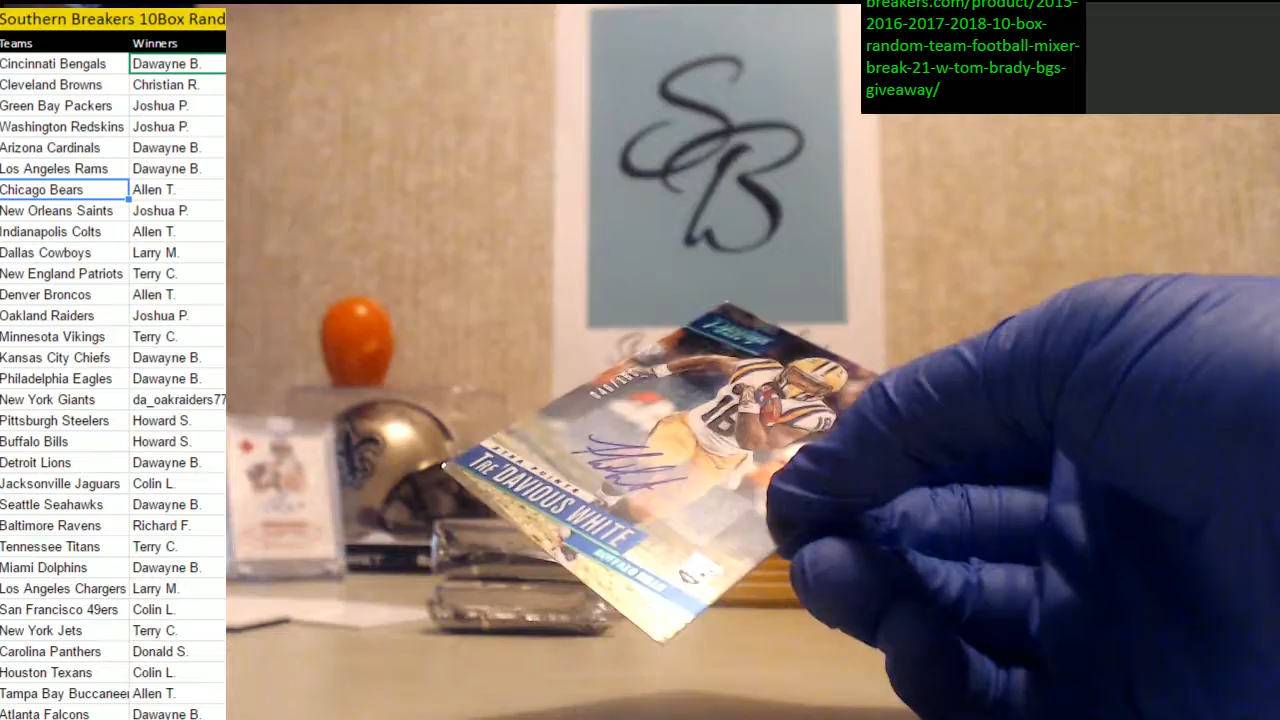 Southern Breakers 10Box Rand
Teams Winners
Cincinnati Bengals Dawayne B.
Cleveland Browns Christian R.
Green Bay Packers Joshua P.
Washington Redskins Joshua P.
Arizona Cardinals Dawayne B.
Los Angeles Rams Dawayne B.
Chicago Bears Allen T.
New Orleans Saints Joshua P.
Indianapolis Colts Allen T.
Dallas Cowboys Larry M.
New England Patriots Terry C.
Denver Broncos Allen T.
Oakland Raiders Joshua P.
Minnesota Vikings Terry C.
Kansas City Chiefs Dawayne B.
Philadelphia Eagles Dawayne B.
New York Giants da_oakraiders77
Pittsburgh Steelers Howard S.
Buffalo Bills Howard S.
Detroit Lions Dawayne B.
Jacksonville Jaguars Colin L.
Seattle Seahawks Dawayne B.
Baltimore Ravens Richard F.
Tennessee Titans Terry C.
Miami Dolphins Dawayne B.
Los Angeles Chargers Larry M.
San Francisco 49ers Colin L.
New York Jets Terry C.
Carolina Panthers Donald S.
Houston Texans Colin L.
Tampa Bay Buccaneer Allen T.
Atlanta Falcons Dawayne B.
breakers.com/product/2015-
2016-2017-2018-10-box-
random-team-football-mixer-
break-21-w-tom-brady-bgs-
giveaway/
SB
18
XTRA POINTS
TRE'DAVIOUS WHITE
BUFFALO BILLS